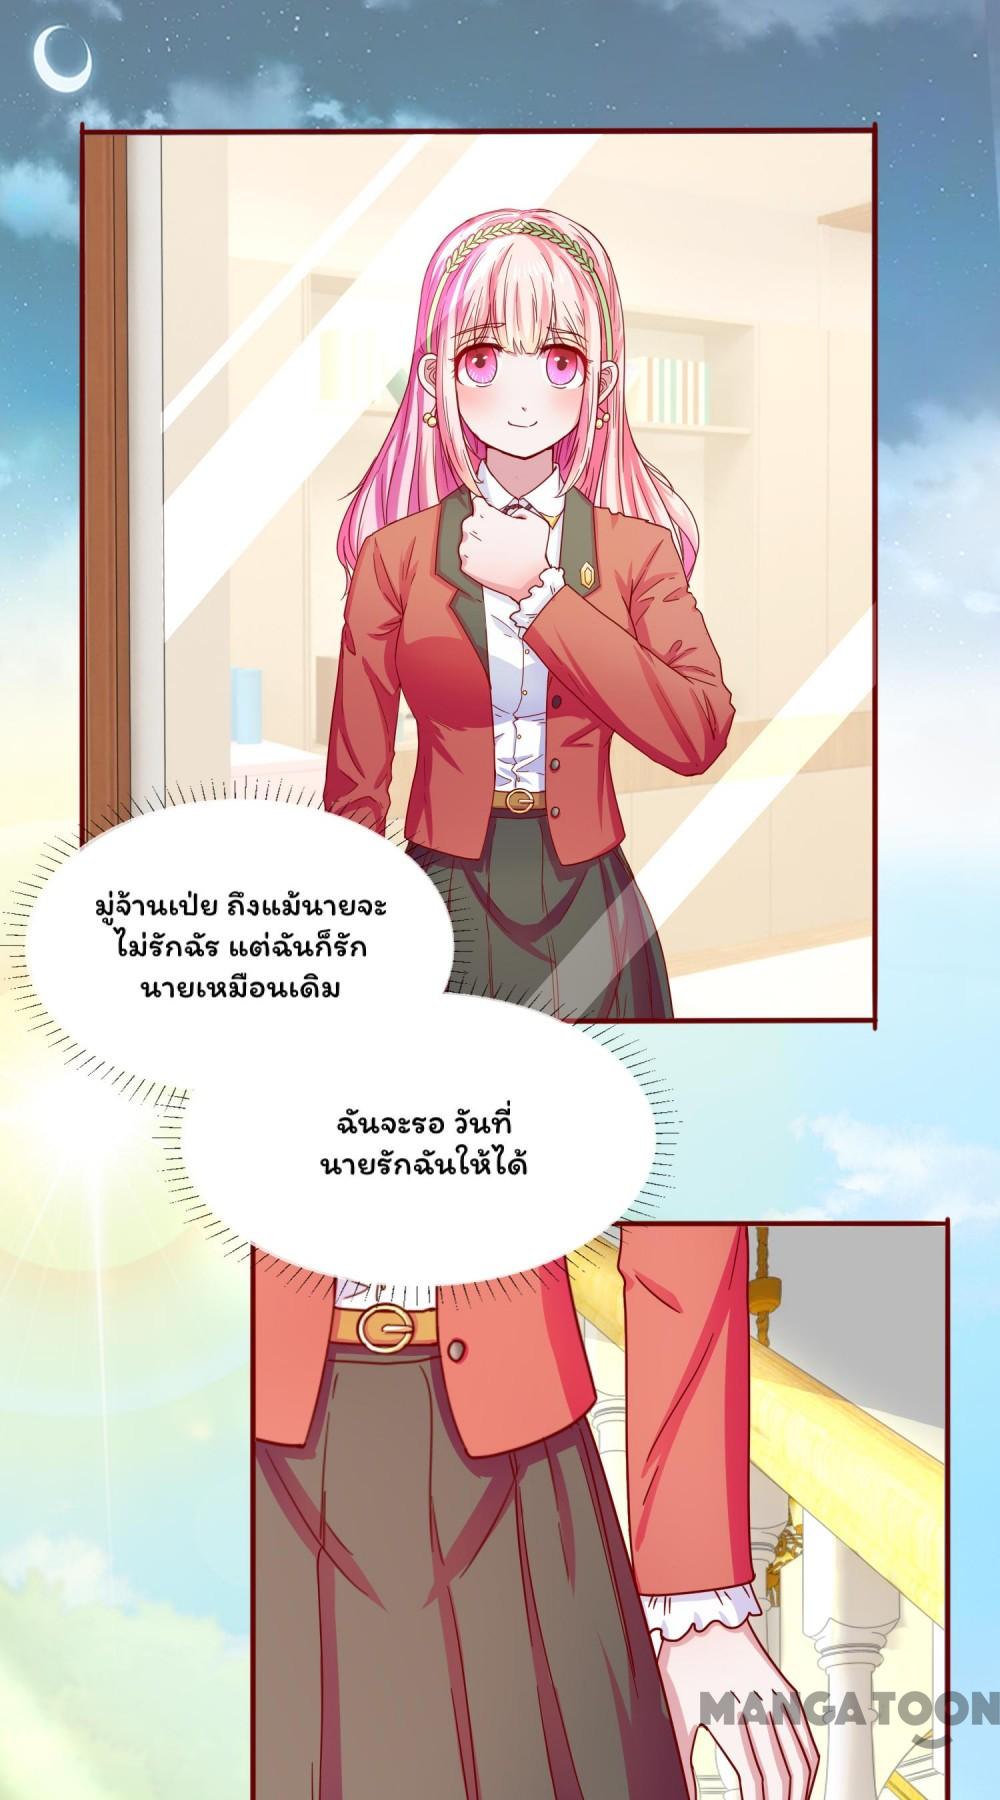 มู่จ้านเป่ย ถึงแม้นายจะ
ไม่รักฉัร แต่ฉันก็รัก
นายเหมือนเดิม
ฉันจะรอ วันที่
นายรักฉันให้ได้
MANGATOON